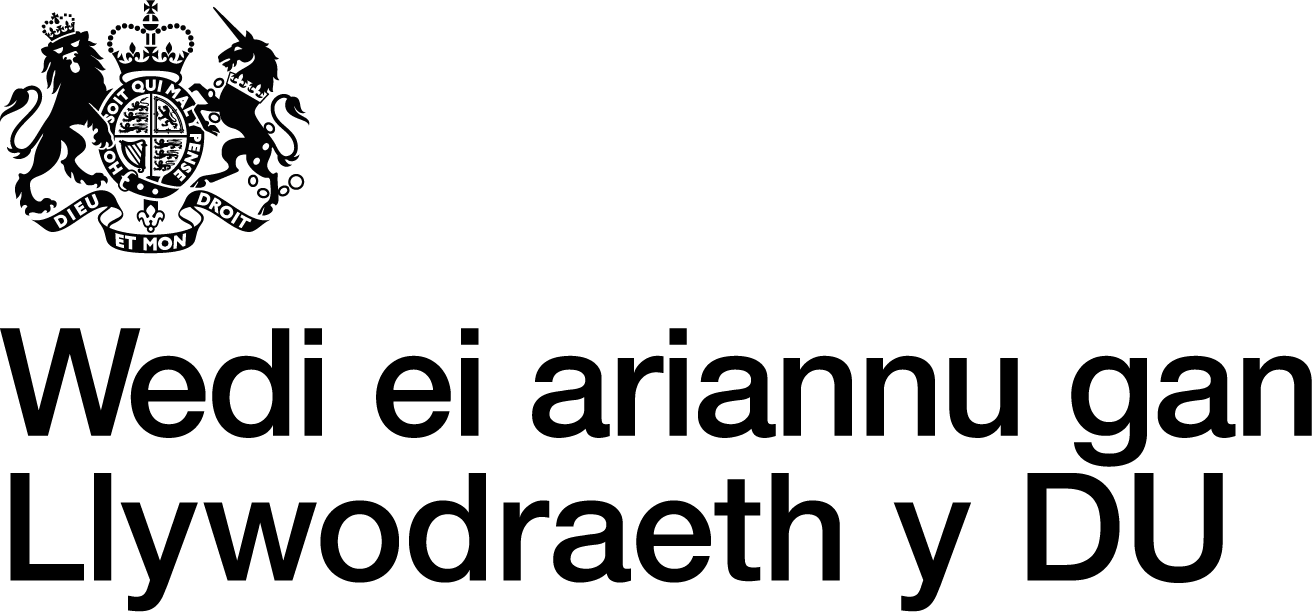 HONI SOIT QUI MAL Y PENSE
DIEU ET MON DROIT
Wedi ei ariannu gan
Llywodraeth y DU